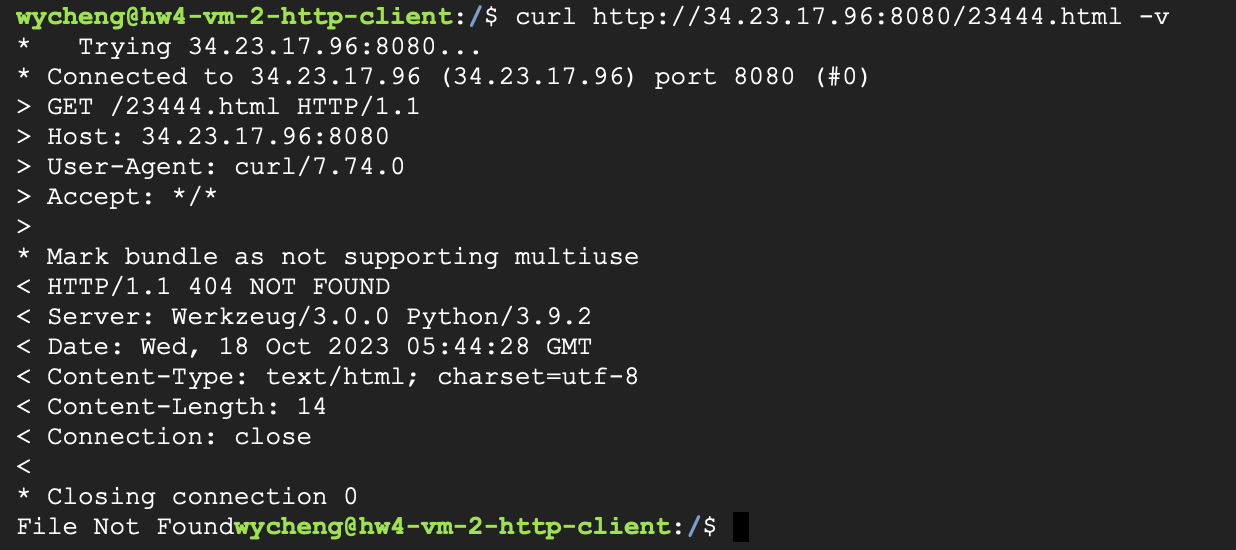 wycheng@hw4-vm-2-http-client:/$ curl http://34.23.17.96:8080/23444.html -v
*   Trying 34.23.17.96:8080...
* Connected to 34.23.17.96 (34.23.17.96) port 8080 (#0)
> GET /23444.html HTTP/1.1
> Host: 34.23.17.96:8080
> User-Agent: curl/7.74.0
> Accept: */*
>
* Mark bundle as not supporting multiuse
< HTTP/1.1 404 NOT FOUND
< Server: Werkzeug/3.0.0 Python/3.9.2
< Date: Wed, 18 Oct 2023 05:44:28 GMT
< Content-Type: text/html; charset=utf-8
< Content-Length: 14
< Connection: close
<
* Closing connection 0
File Not Foundwycheng@hw4-vm-2-http-client:/$